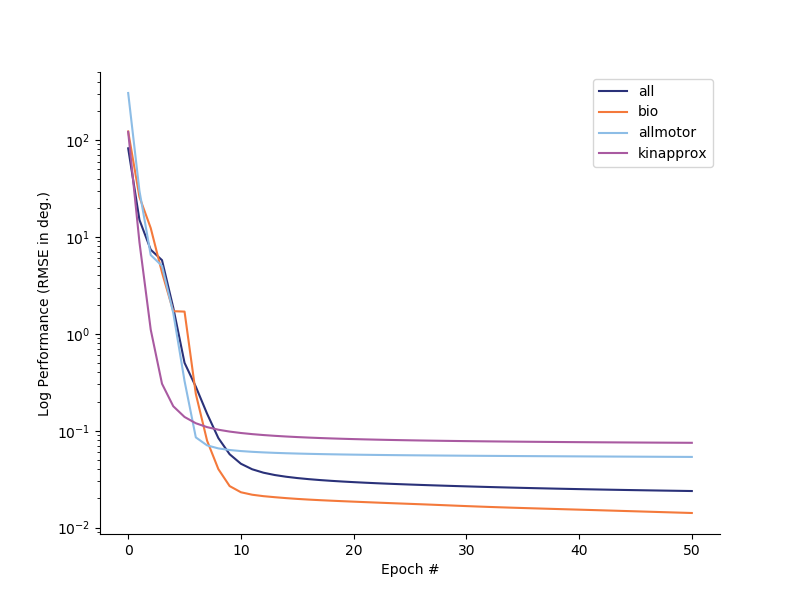 Log Performance (RMSE in deg.)
10²
10¹
10⁰
10⁻¹
10⁻²
0 10 20 30 40 50
Epoch #
all
bio
allmotor
kinapprox